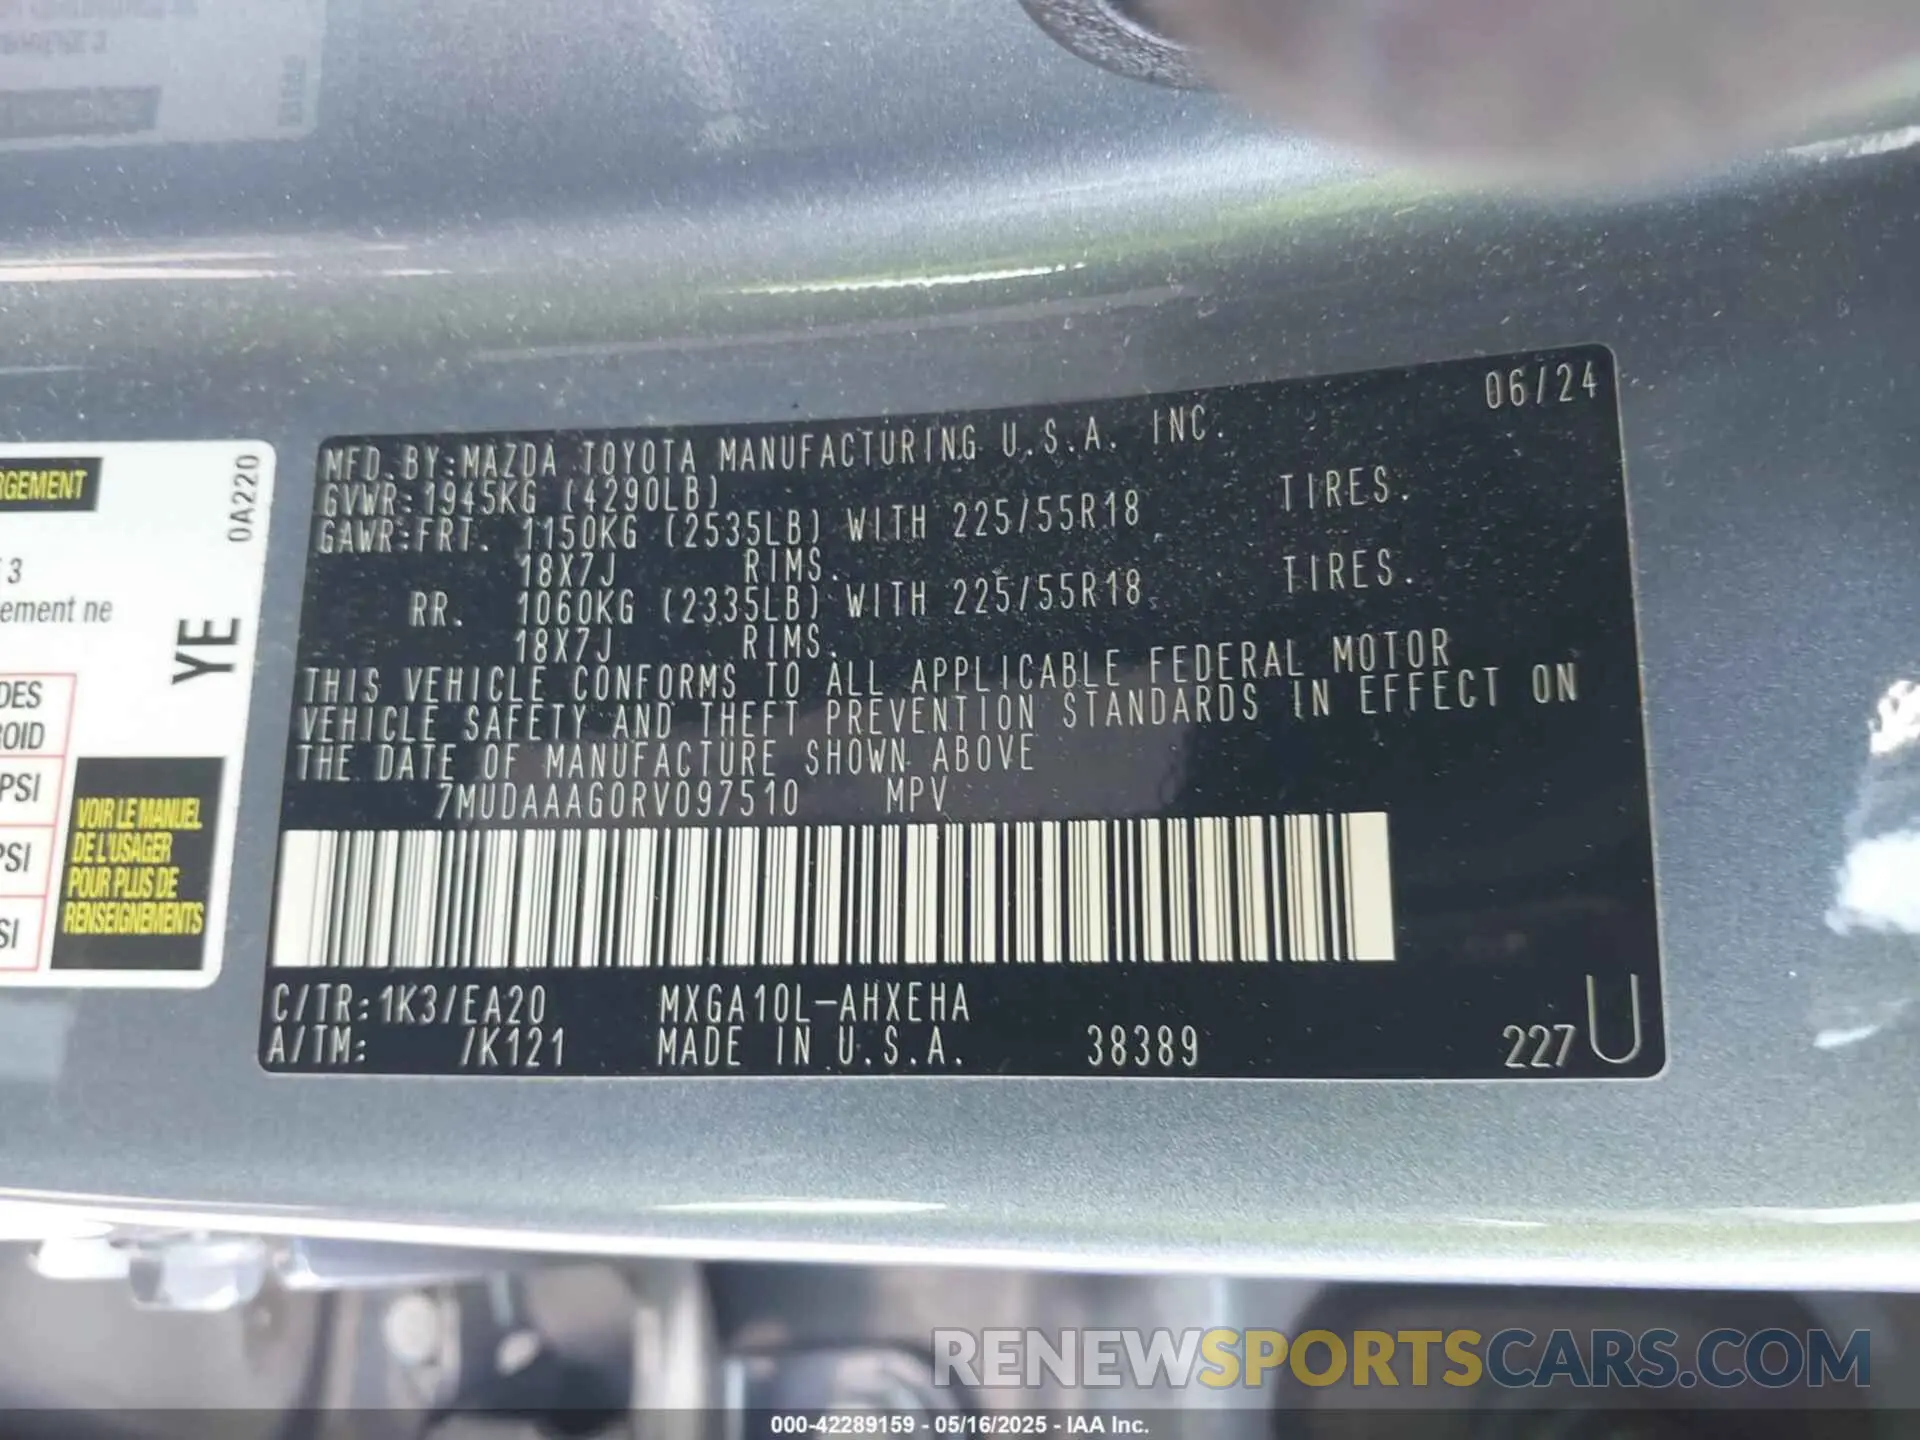 06/24
MFD.BY:MAZDA TOYOTA MANUFACTURING U.S.A. INC.
GVWR:1945KG (4290LB)
GAWR:FRT. 1150KG (2535LB) WITH 225/55R18 TIRES.
18X7J RIMS.
RR. 1060KG (2335LB) WITH 225/55R18 TIRES.
18X7J RIMS.
THIS VEHICLE CONFORMS TO ALL APPLICABLE FEDERAL MOTOR
VEHICLE SAFETY AND THEFT PREVENTION STANDARDS IN EFFECT ON
THE DATE OF MANUFACTURE SHOWN ABOVE
7MUDAAAG0RV097510 MPV
C/TR:1K3/EA20 MXGA10L-AHXEHA
A/TM: /K121 MADE IN U.S.A. 38389 227 U
RGEMENT
0A220
3
ement ne
YE
DES
ROID
PSI
PSI
SI
VOIR LE MANUEL
DE L'USAGER
POUR PLUS DE
RENSEIGNEMENTS
RENEWSPORTSCARS.COM
000-42289159 - 05/16/2025 - IAA Inc.